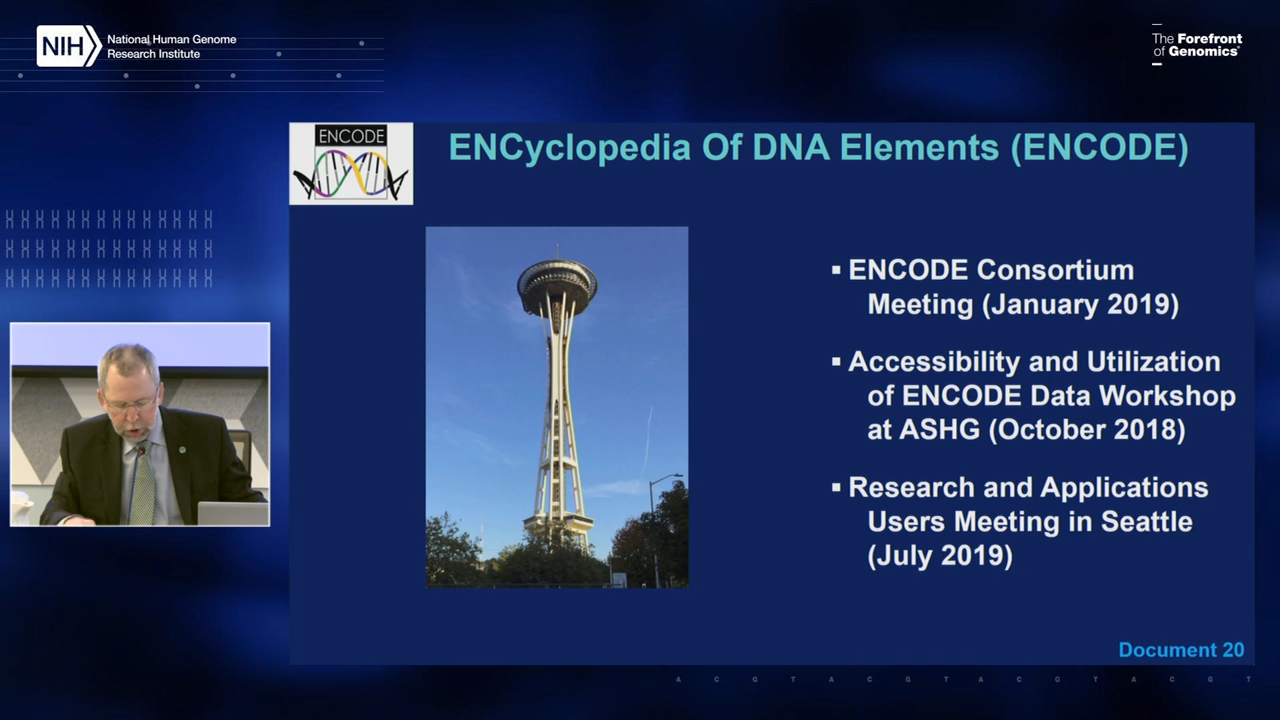 NIH
National Human Genome
Research Institute
The Forefront
of Genomics®
ENCODE
ENCyclopedia Of DNA Elements (ENCODE)
▪ ENCODE Consortium
Meeting (January 2019)
▪ Accessibility and Utilization
of ENCODE Data Workshop
at ASHG (October 2018)
▪ Research and Applications
Users Meeting in Seattle
(July 2019)
Document 20
A C G T A C G T A C G T A C G T